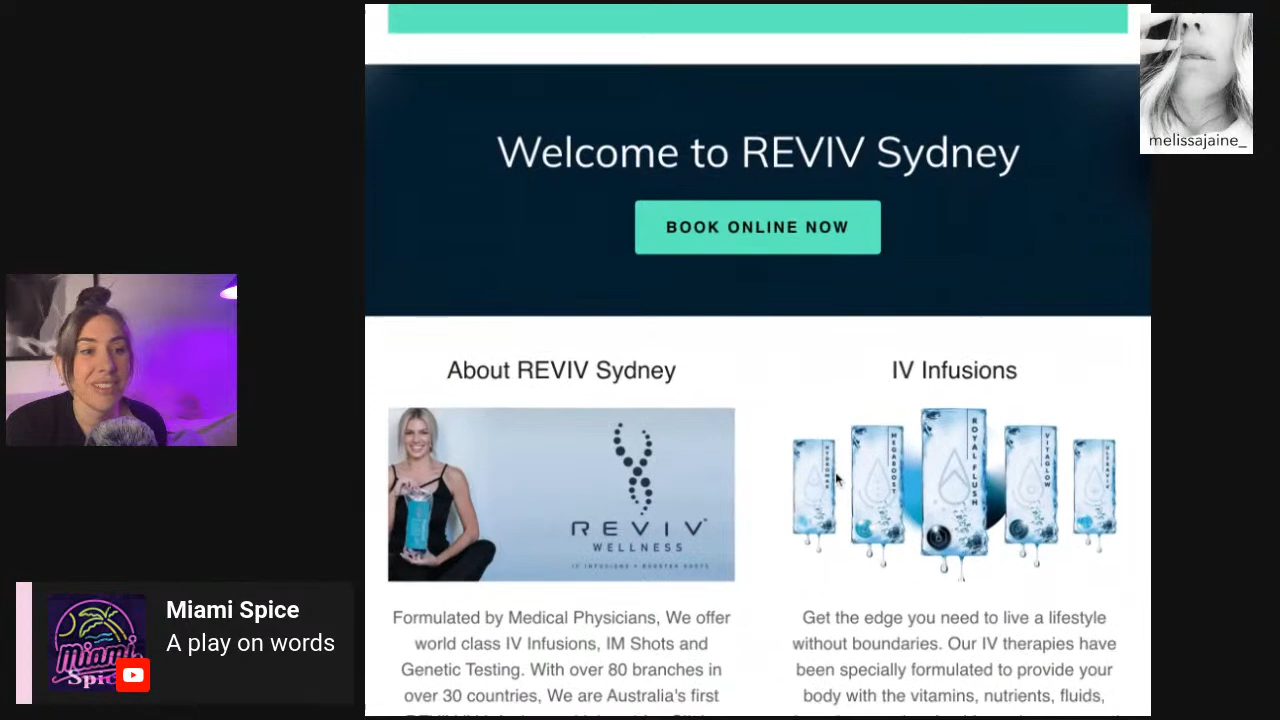 Welcome to REVIV Sydney
BOOK ONLINE NOW
About REVIV Sydney
IV Infusions
REVIV
WELLNESS
IV INFUSIONS + BOOSTER SHOTS
HYDROMAX
MEGABOOST
ROYAL FLUSH
VITAGLOW
ULTRAVIV
Formulated by Medical Physicians, We offer
world class IV Infusions, IM Shots and
Genetic Testing. With over 80 branches in
over 30 countries, We are Australia's first
Get the edge you need to live a lifestyle
without boundaries. Our IV therapies have
been specially formulated to provide your
body with the vitamins, nutrients, fluids,
melissajaine_
Miami Spice
A play on words
Miami